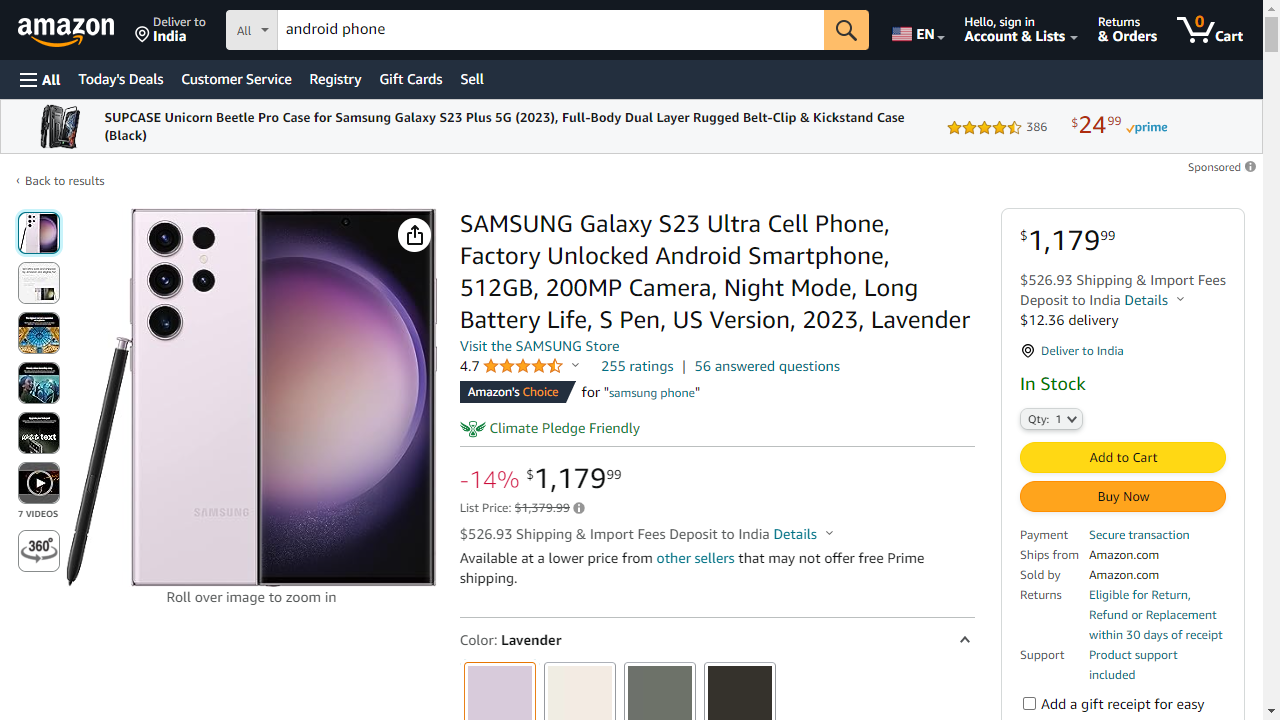 amazon
Deliver to
India
All
android phone
EN
Hello, sign in
Account & Lists
Returns
& Orders
0
Cart
All
Today's Deals
Customer Service
Registry
Gift Cards
Sell
SUPCASE Unicorn Beetle Pro Case for Samsung Galaxy S23 Plus 5G (2023), Full-Body Dual Layer Rugged Belt-Clip & Kickstand Case
(Black)
386
$24 99
prime
Sponsored
‹ Back to results
SAMSUNG Galaxy S23 Ultra Cell Phone,
Factory Unlocked Android Smartphone,
512GB, 200MP Camera, Night Mode, Long
Battery Life, S Pen, US Version, 2023, Lavender
Visit the SAMSUNG Store
4.7
255 ratings | 56 answered questions
Amazon's Choice for "samsung phone"
Climate Pledge Friendly
-14% $1,179 99
List Price: $1,379.99
$526.93 Shipping & Import Fees Deposit to India Details
Available at a lower price from other sellers that may not offer free Prime
shipping.
Color: Lavender
SAMSUNG
7 VIDEOS
360°
Roll over image to zoom in
$1,179 99
$526.93 Shipping & Import Fees
Deposit to India Details
$12.36 delivery
Deliver to India
In Stock
Qty: 1
Add to Cart
Buy Now
Payment Secure transaction
Ships from Amazon.com
Sold by Amazon.com
Returns Eligible for Return,
Refund or Replacement
within 30 days of receipt
Support Product support
included
Add a gift receipt for easy